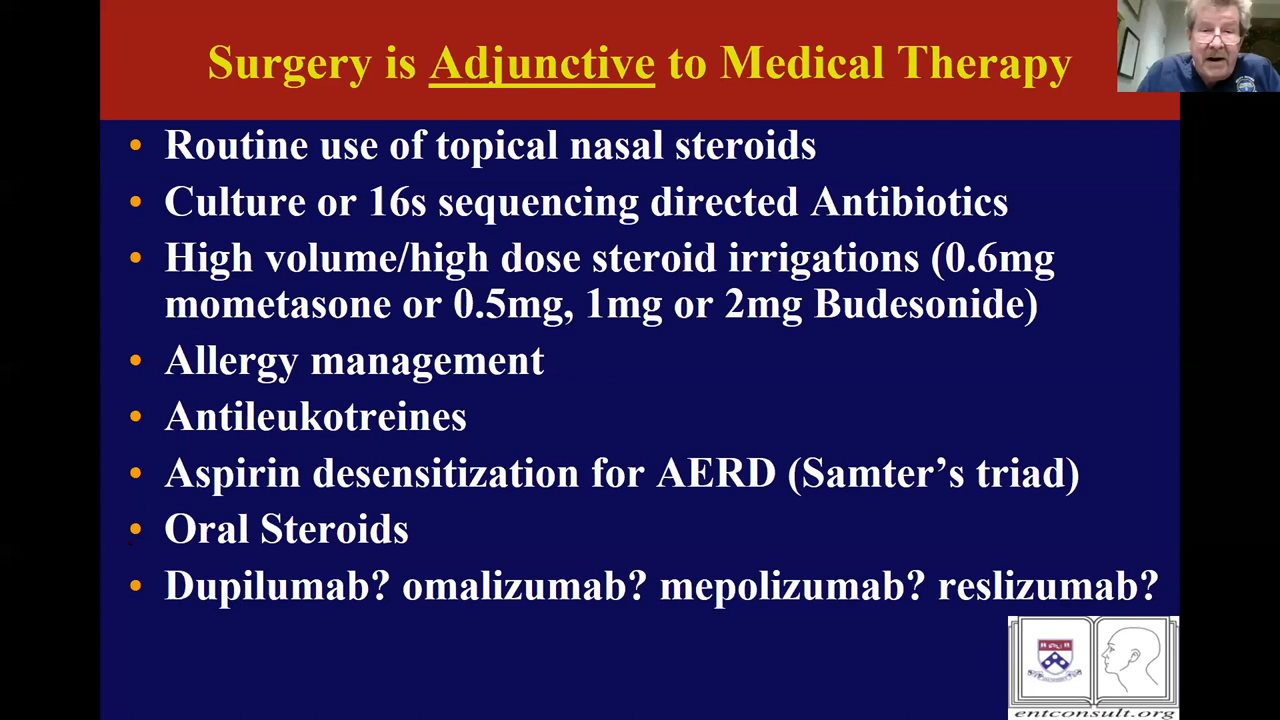 Surgery is Adjunctive to Medical Therapy
• Routine use of topical nasal steroids
• Culture or 16s sequencing directed Antibiotics
• High volume/high dose steroid irrigations (0.6mg
mometasone or 0.5mg, 1mg or 2mg Budesonide)
• Allergy management
• Antileukotreines
• Aspirin desensitization for AERD (Samter's triad)
• Oral Steroids
• Dupilumab? omalizumab? mepolizumab? reslizumab?
entconsult.org